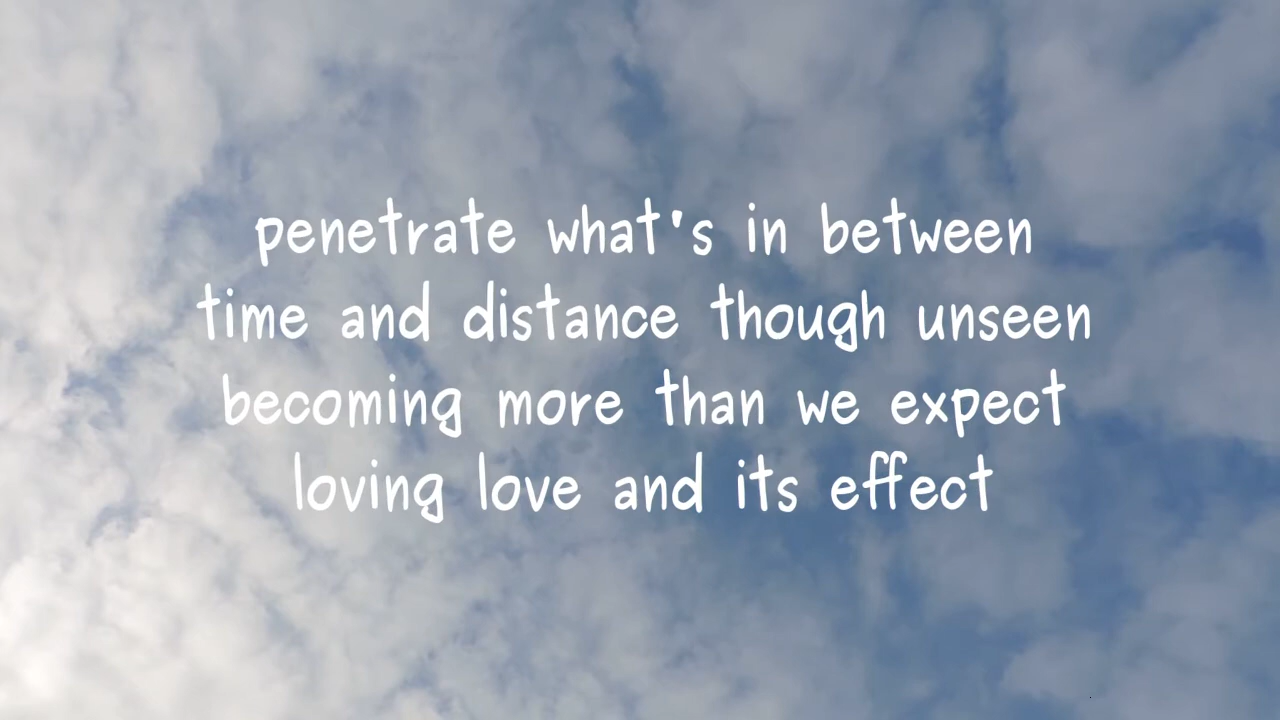 penetrate what's in between
time and distance though unseen
becoming more than we expect
loving love and its effect